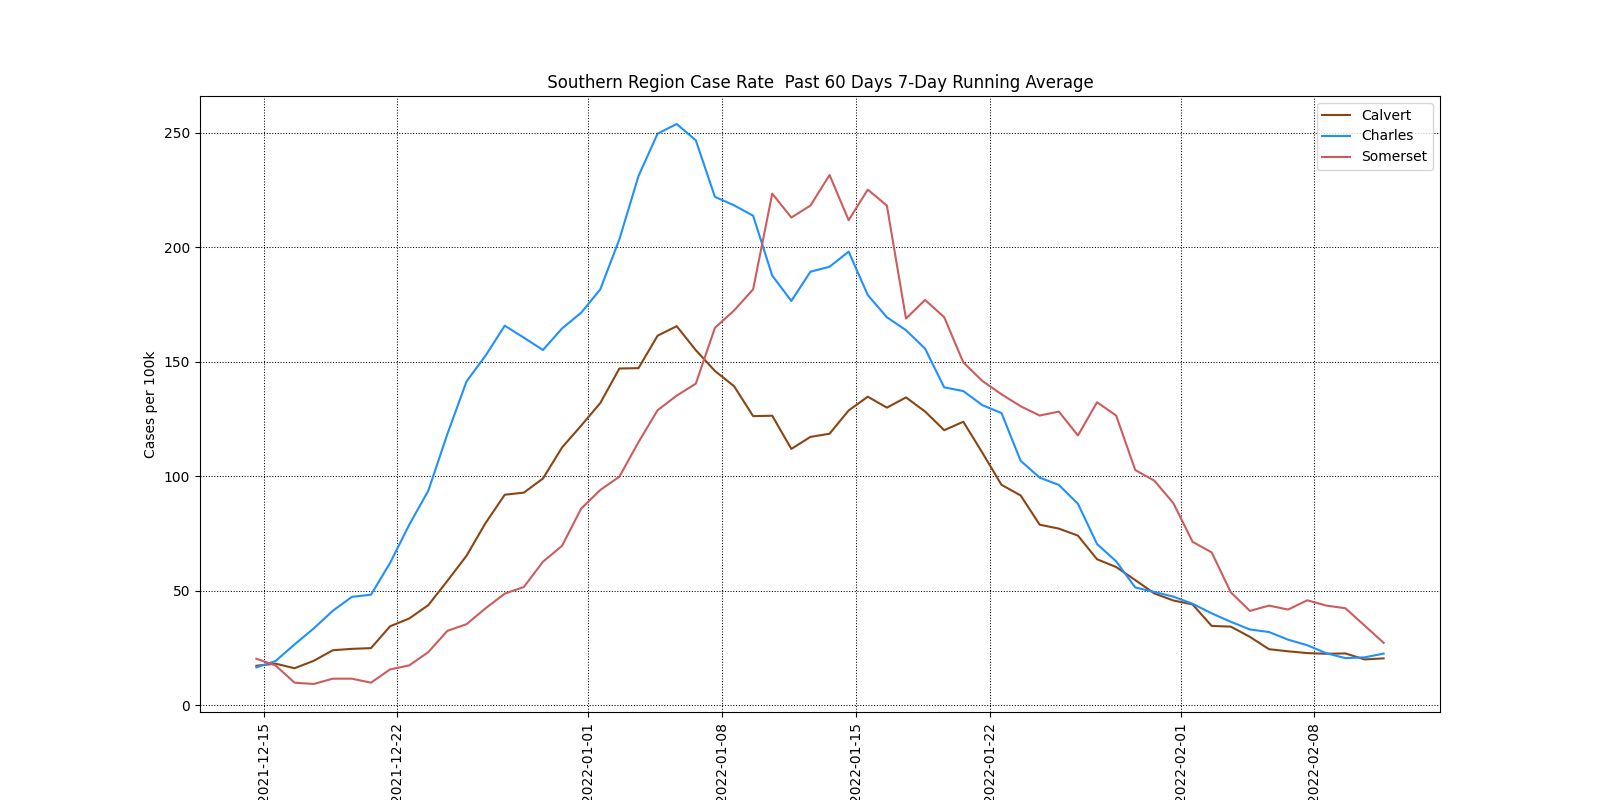 Southern Region Case Rate  Past 60 Days 7-Day Running Average
Calvert
Charles
Somerset
Cases per 100k
250
200
150
100
50
0
2021-12-15
2021-12-22
2022-01-01
2022-01-08
2022-01-15
2022-01-22
2022-02-01
2022-02-08